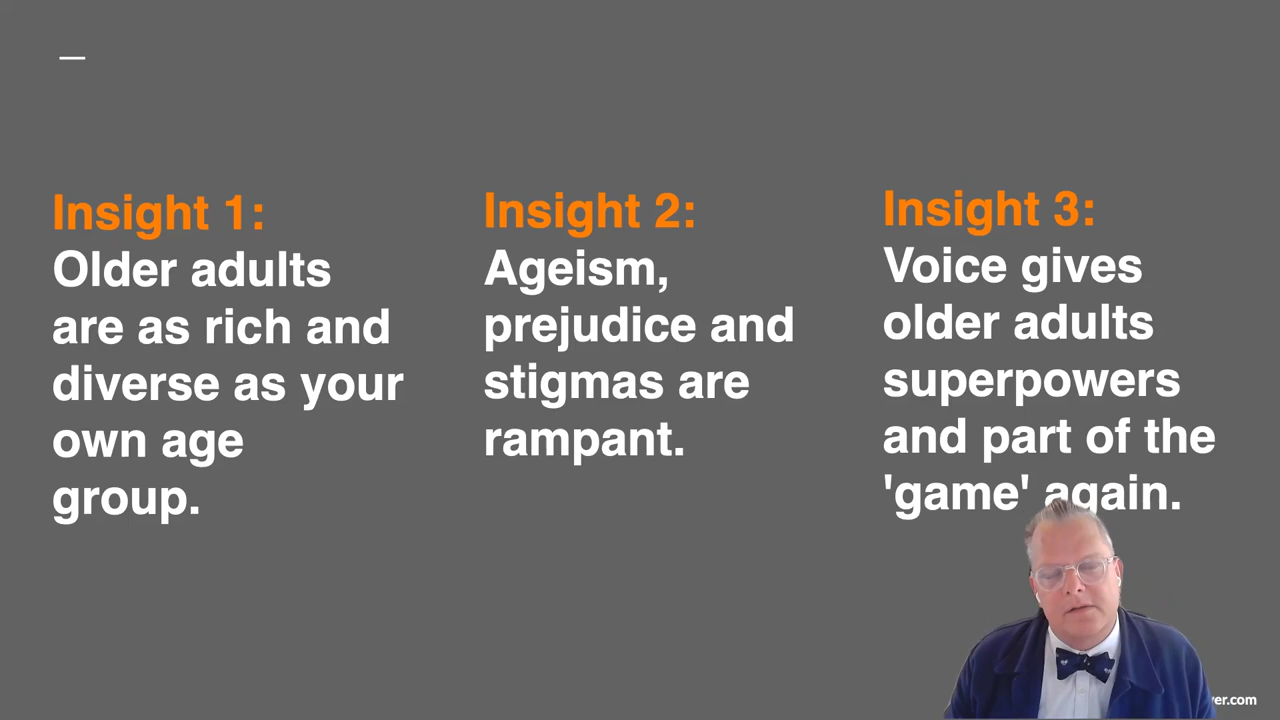 Insight 1:
Older adults
are as rich and
diverse as your
own age
group.
Insight 2:
Ageism,
prejudice and
stigmas are
rampant.
Insight 3:
Voice gives
older adults
superpowers
and part of the
'game' again.